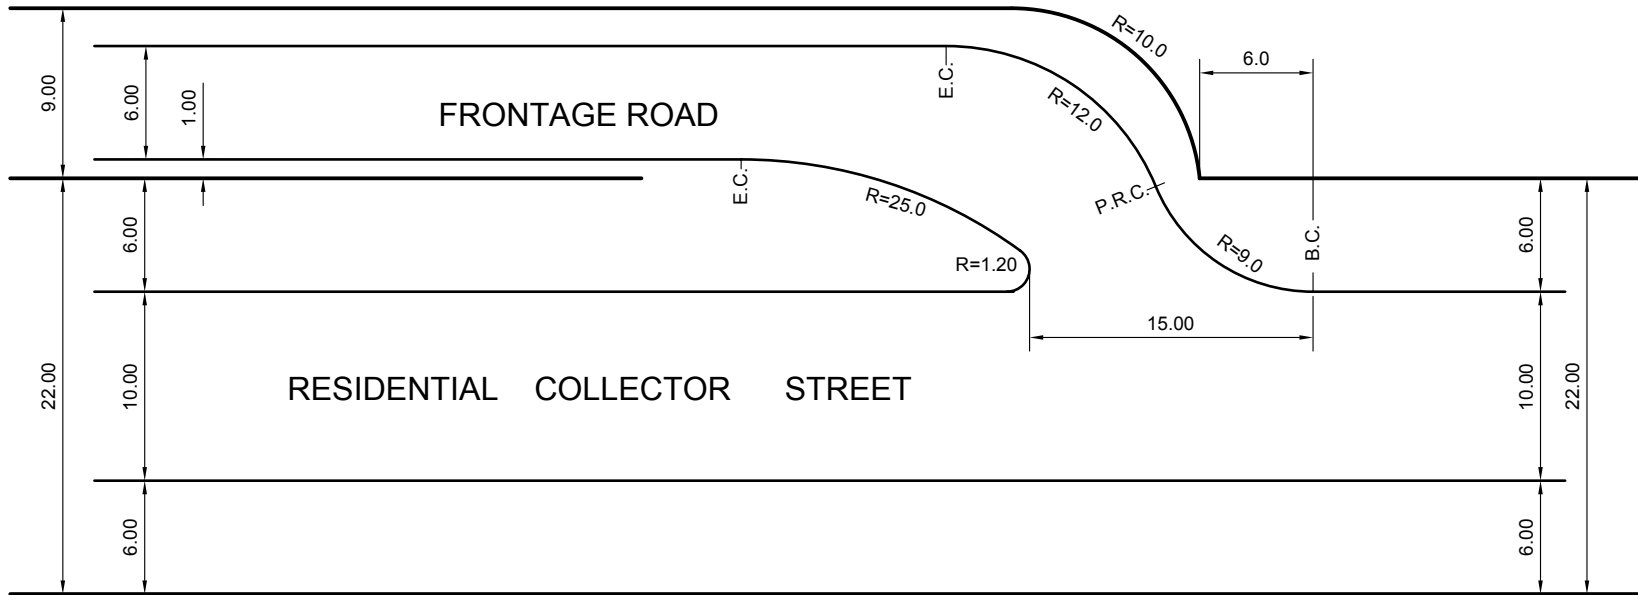 R=10.0
6.0
9.00
6.00
1.00
FRONTAGE ROAD
E.C.
R=12.0
E.C.
R=25.0
P.R.C.
B.C.
6.00
R=1.20
R=9.0
6.00
15.00
22.00
10.00
RESIDENTIAL COLLECTOR STREET
10.00
22.00
6.00
6.00